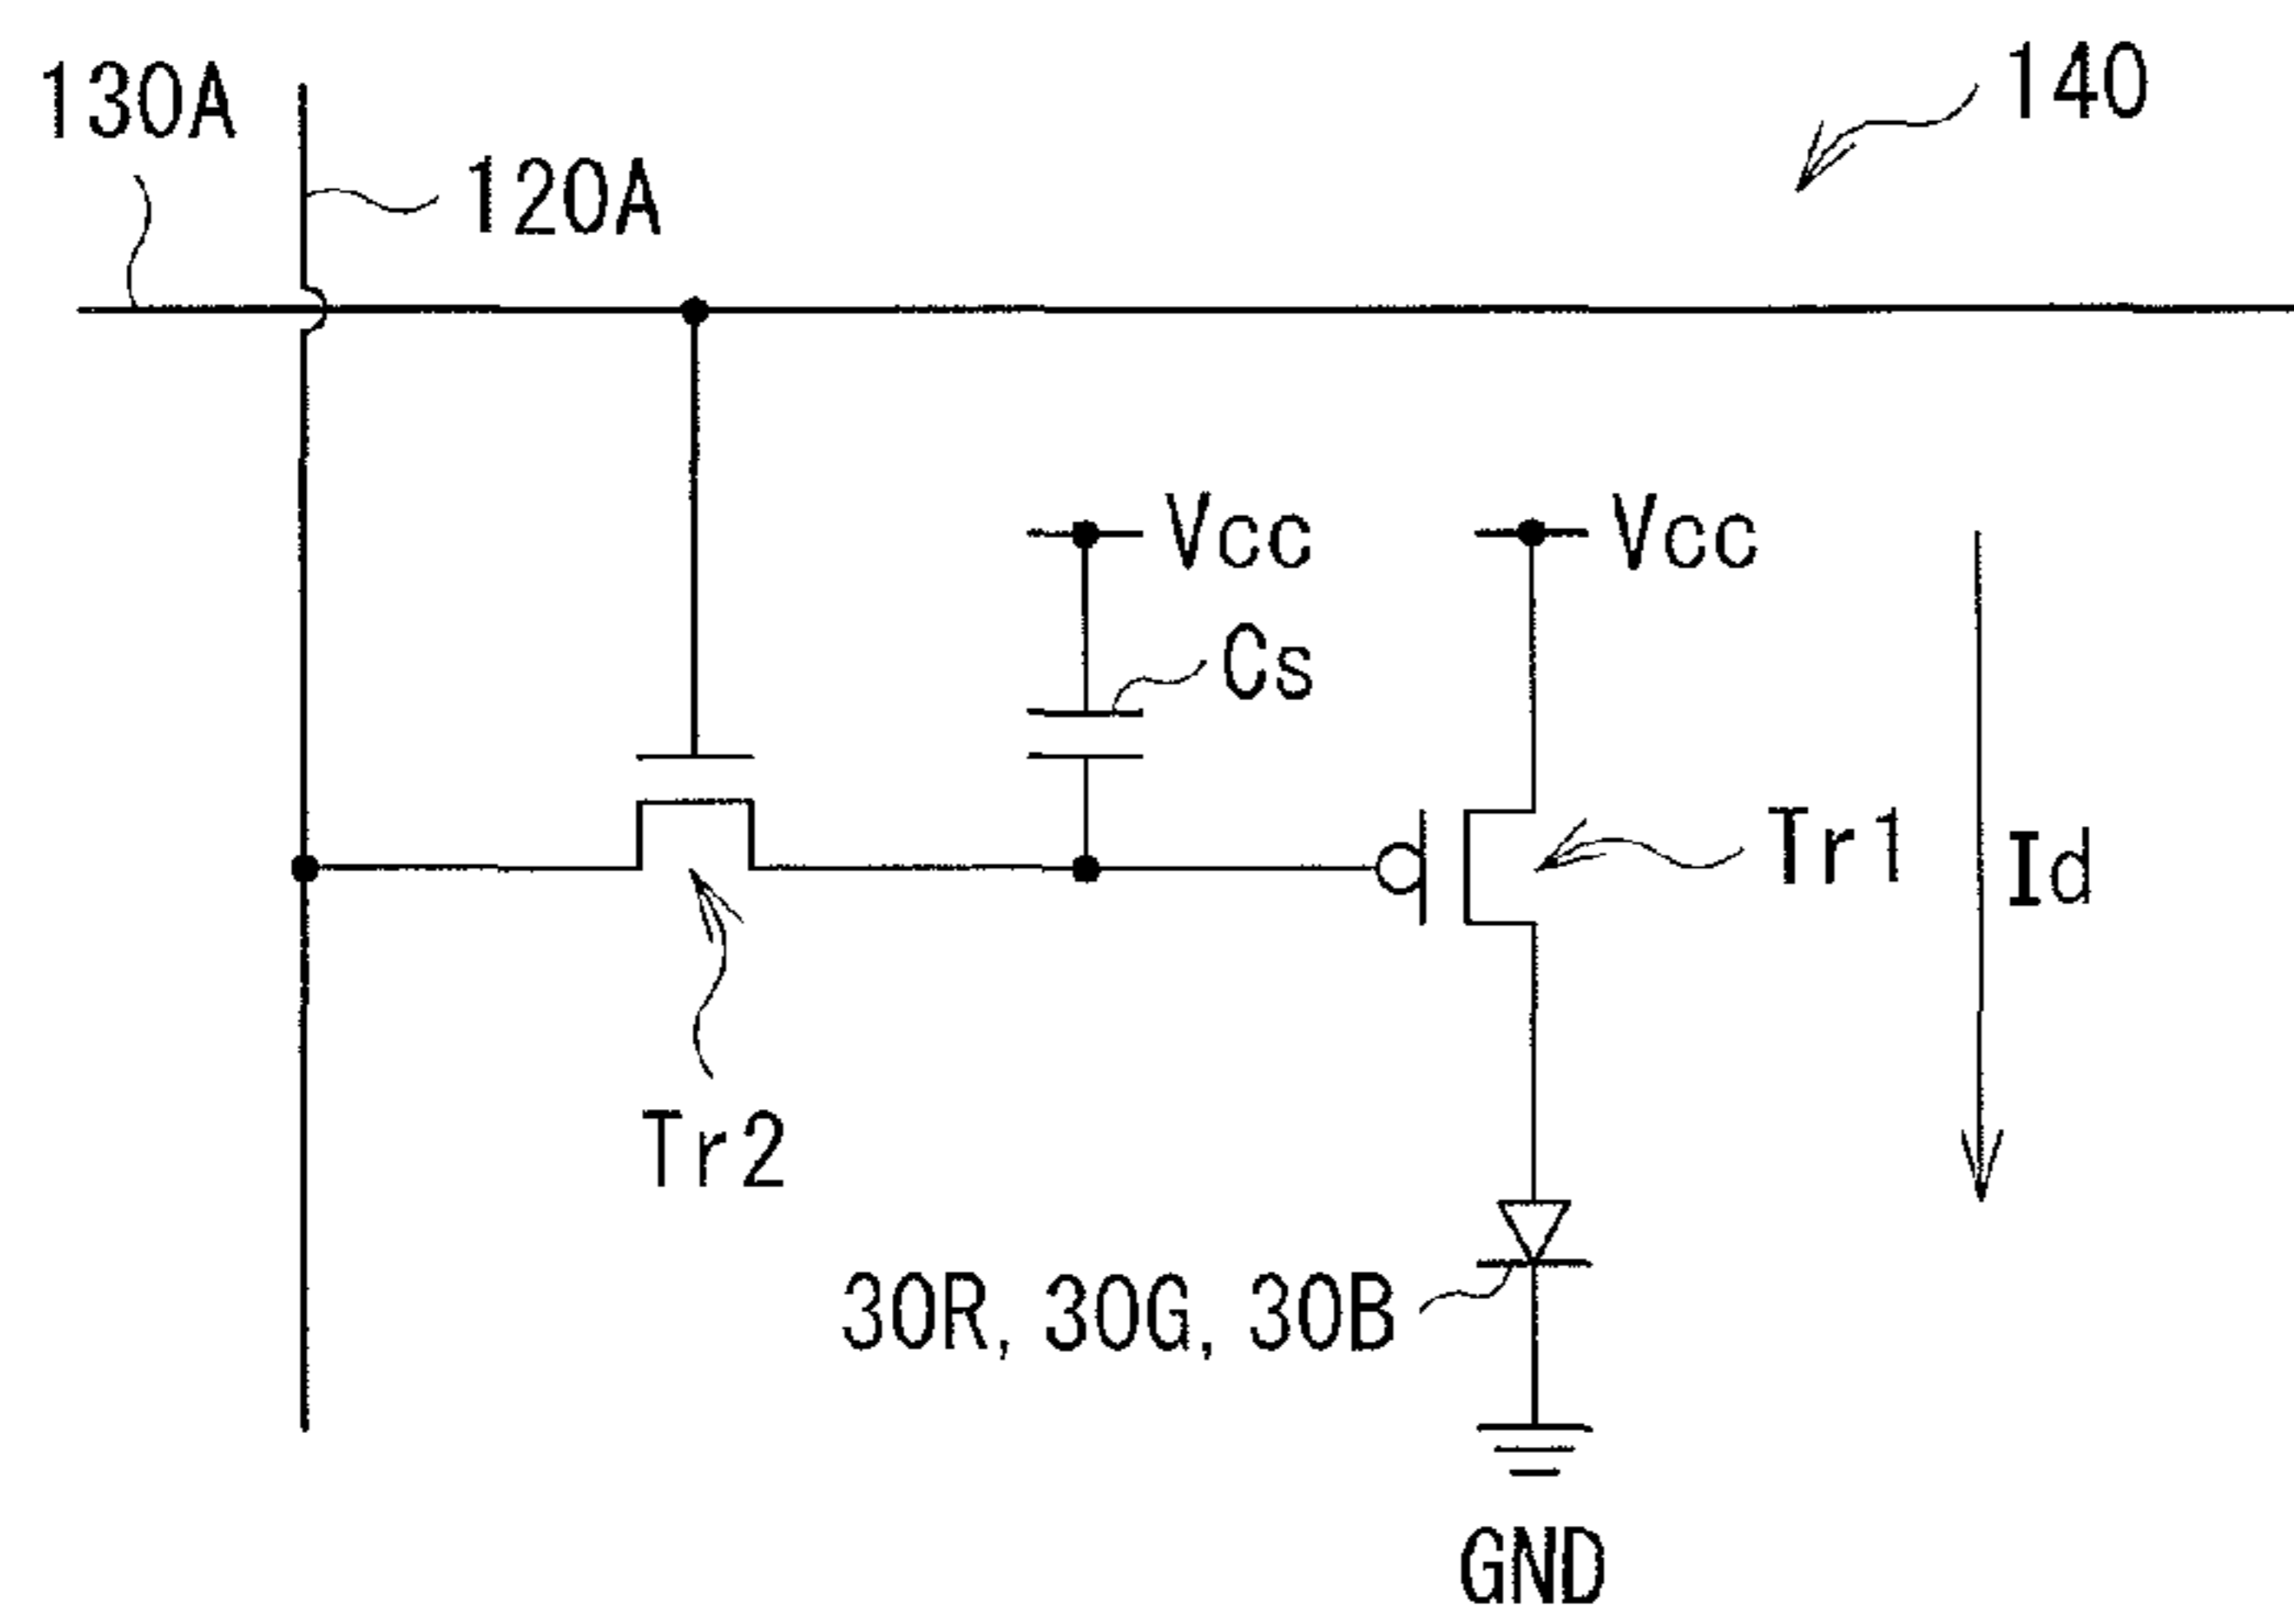 140
130A
120A
Vcc
Vcc
Cs
Tr1
Id
Tr2
30R, 30G, 30B
GND